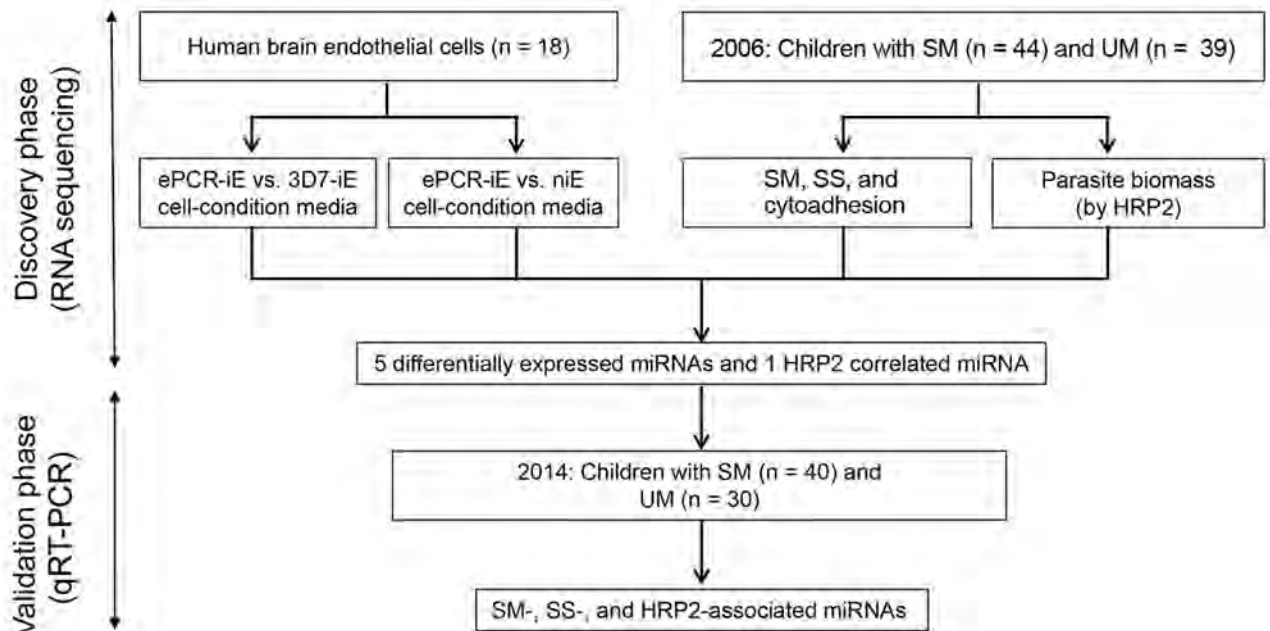 Discovery phase
(RNA sequencing)
Human brain endothelial cells (n = 18)
2006: Children with SM (n = 44) and UM (n = 39)
ePCR-iE vs. 3D7-iE
cell-condition media
ePCR-iE vs. niE
cell-condition media
SM, SS, and
cytoadhesion
Parasite biomass
(by HRP2)
5 differentially expressed miRNAs and 1 HRP2 correlated miRNA
Validation phase
(qRT-PCR)
2014: Children with SM (n = 40) and
UM (n = 30)
SM-, SS-, and HRP2-associated miRNAs